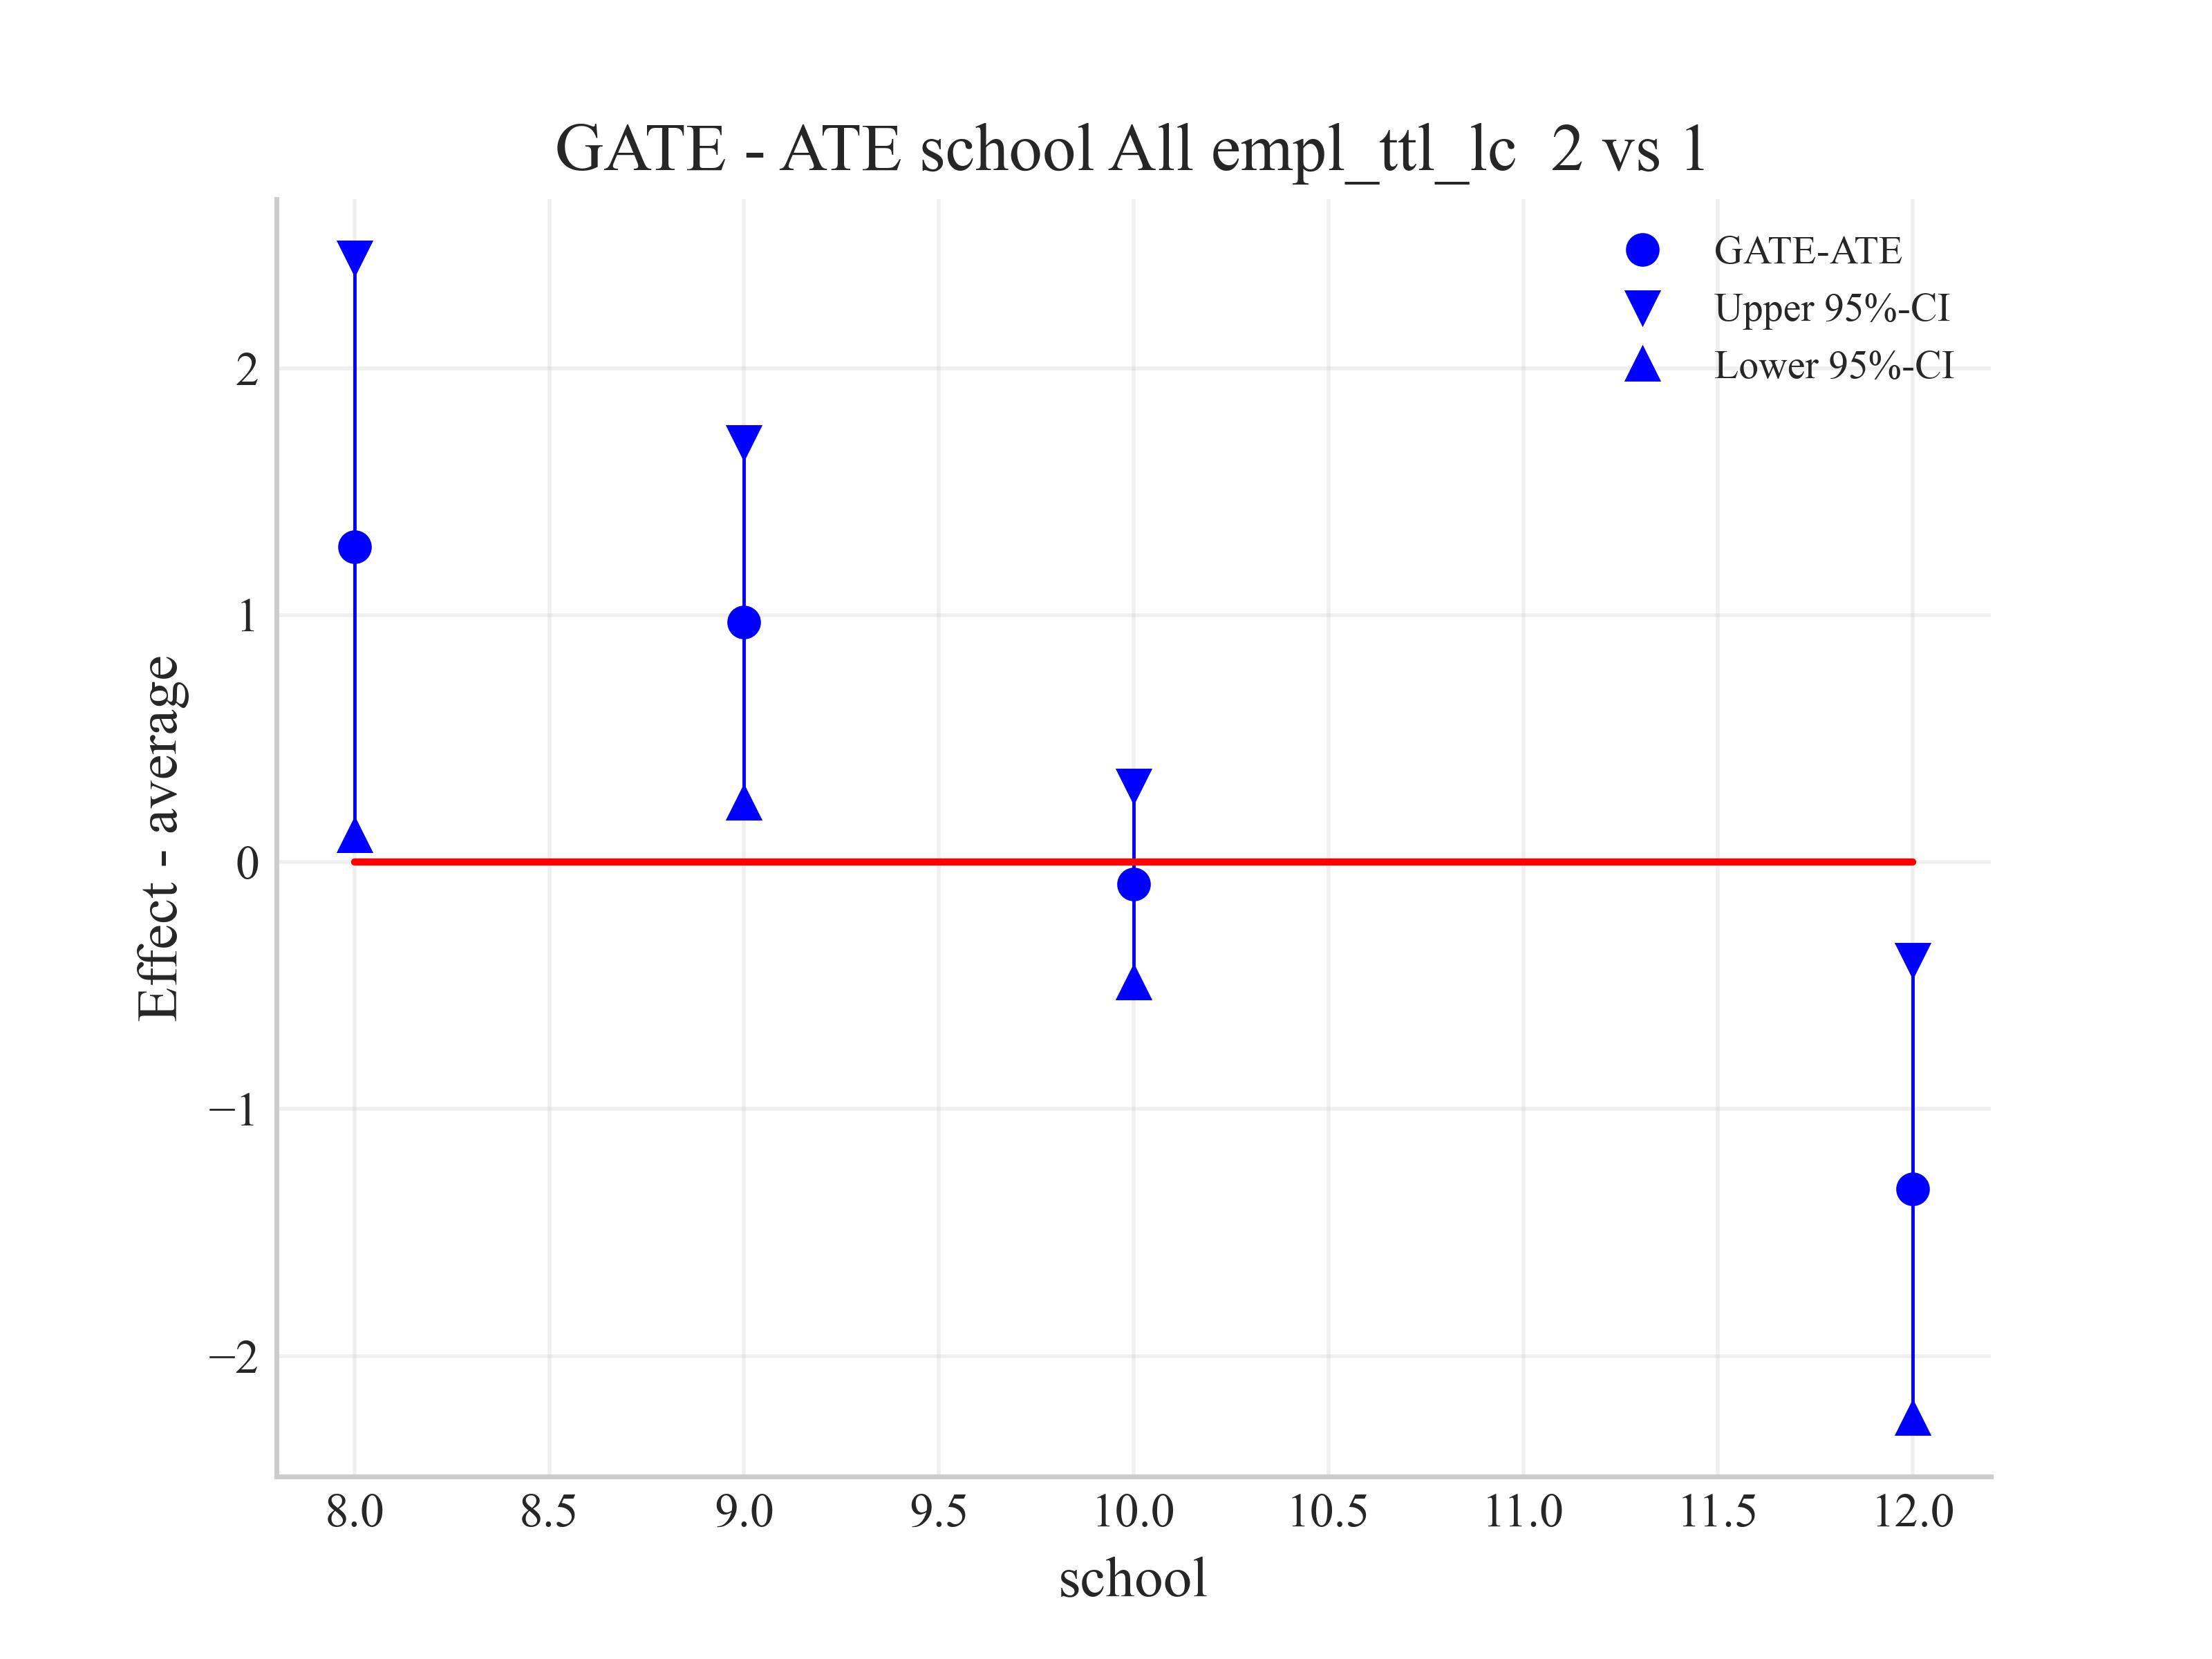 GATE - ATE school All empl_ttl_lc  2 vs 1
GATE-ATE
Upper 95%-CI
Lower 95%-CI
Effect - average
2
1
0
−1
−2
8.0 8.5 9.0 9.5 10.0 10.5 11.0 11.5 12.0
school